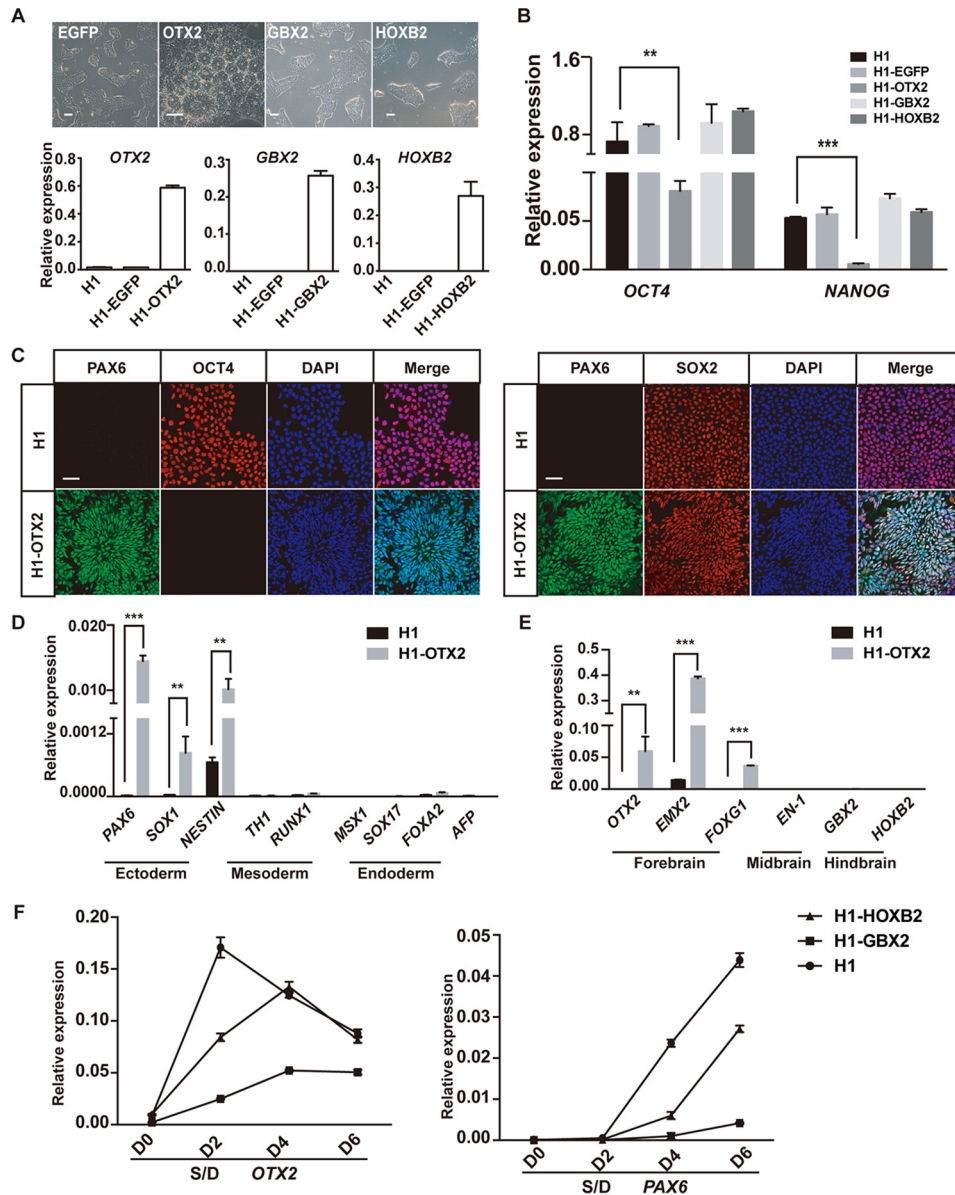 A
EGFP OTX2 GBX2 HOXB2
Relative expression
OTX2
0.8
0.6
0.4
0.2
0.0
H1
H1-EGFP
H1-OTX2
GBX2
0.3
0.2
0.1
0.0
H1
H1-EGFP
H1-GBX2
HOXB2
0.4
0.3
0.2
0.1
0.0
H1
H1-EGFP
H1-HOXB2
B
Relative expression
1.6
0.8
0.05
0.00
**
***
H1
H1-EGFP
H1-OTX2
H1-GBX2
H1-HOXB2
OCT4 NANOG
C
PAX6 OCT4 DAPI Merge
H1
H1-OTX2
PAX6 SOX2 DAPI Merge
H1
H1-OTX2
D
Relative expression
0.020
0.010
0.0012
0.0000
***
**
**
H1
H1-OTX2
PAX6
SOX1
NESTIN
TH1
RUNX1
MSX1
SOX17
FOXA2
AFP
Ectoderm Mesoderm Endoderm
E
Relative expression
0.5
0.4
0.3
0.2
0.10
0.05
0.00
**
***
***
H1
H1-OTX2
OTX2
EMX2
FOXG1
EN-1
GBX2
HOXB2
Forebrain Midbrain Hindbrain
F
Relative expression
0.20
0.15
0.10
0.05
0.00
D0 D2 D4 D6
S/D OTX2
Relative expression
0.05
0.04
0.03
0.02
0.01
0.00
D0 D2 D4 D6
S/D PAX6
H1-HOXB2
H1-GBX2
H1